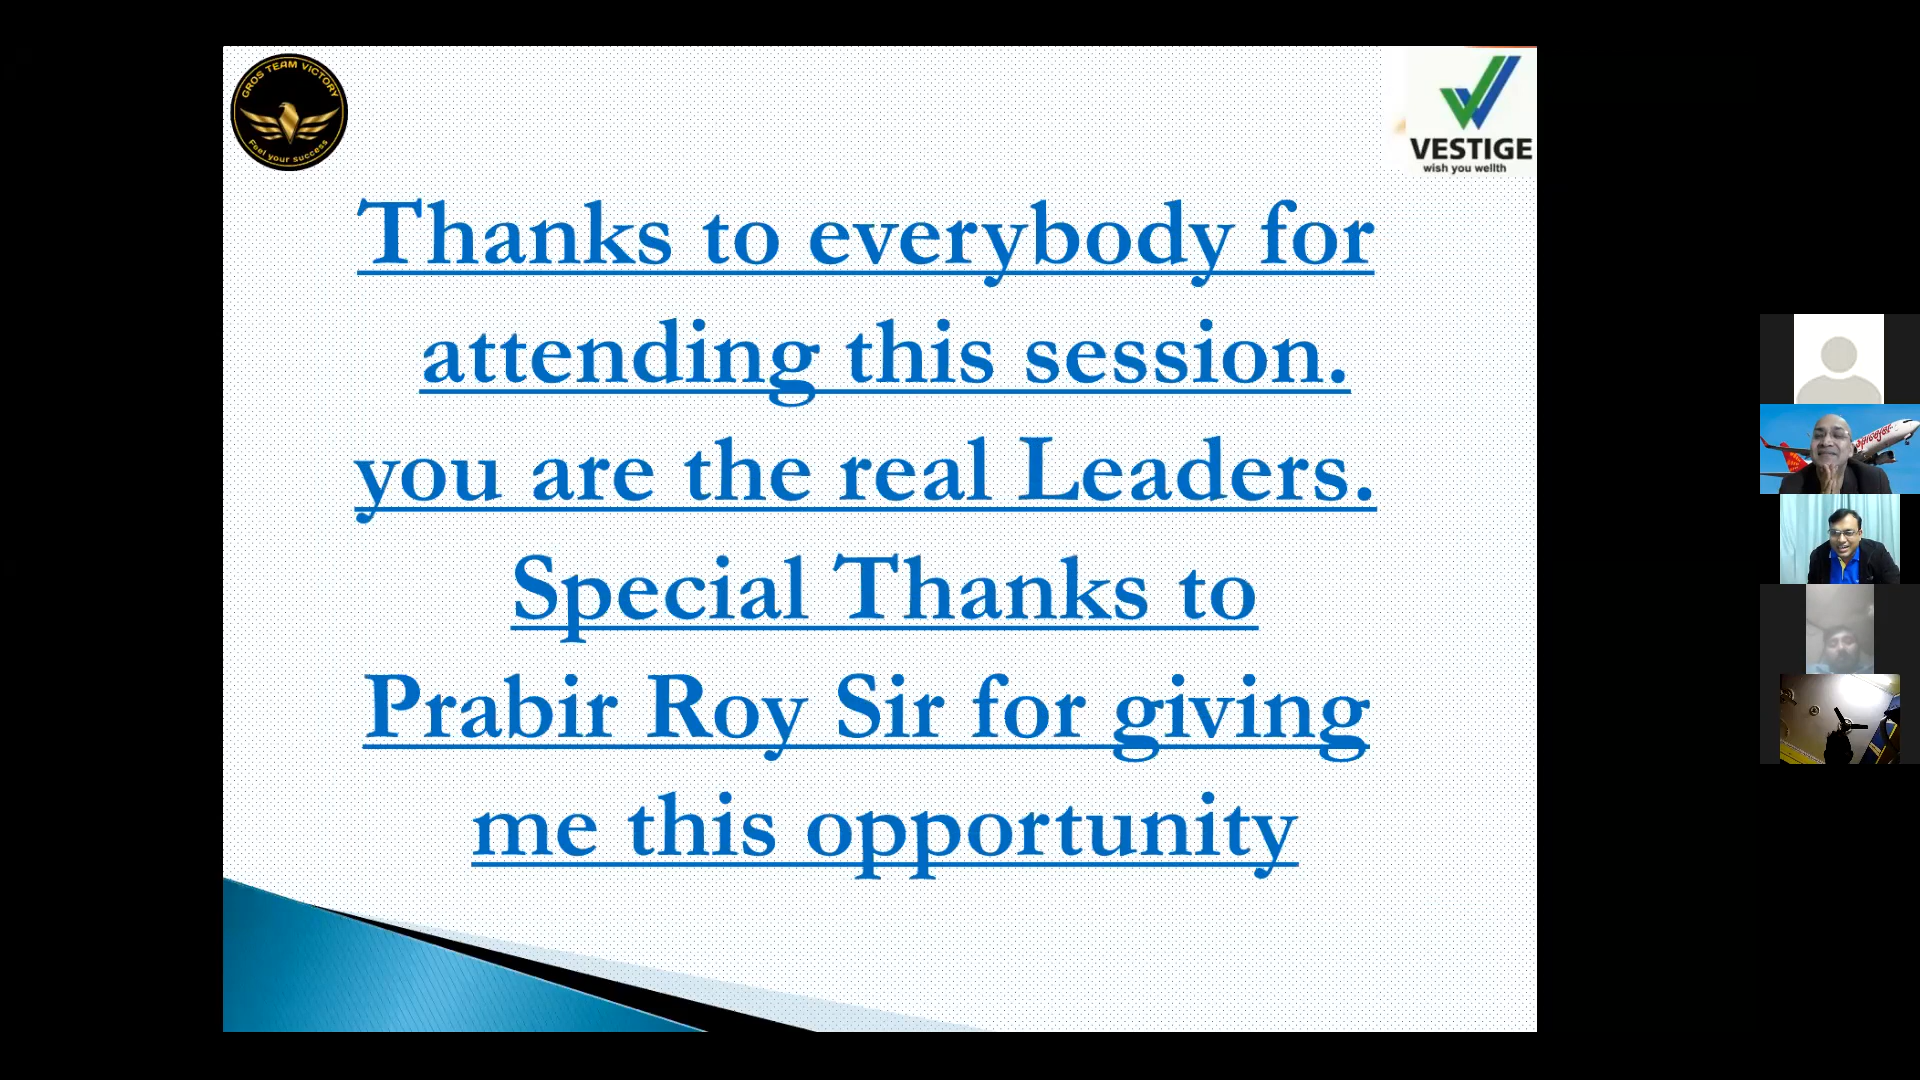 GROS TEAM VICTORY
Feel your success
VESTIGE
wish you wellth
Thanks to everybody for
attending this session.
you are the real Leaders.
Special Thanks to
Prabir Roy Sir for giving
me this opportunity
spicejet